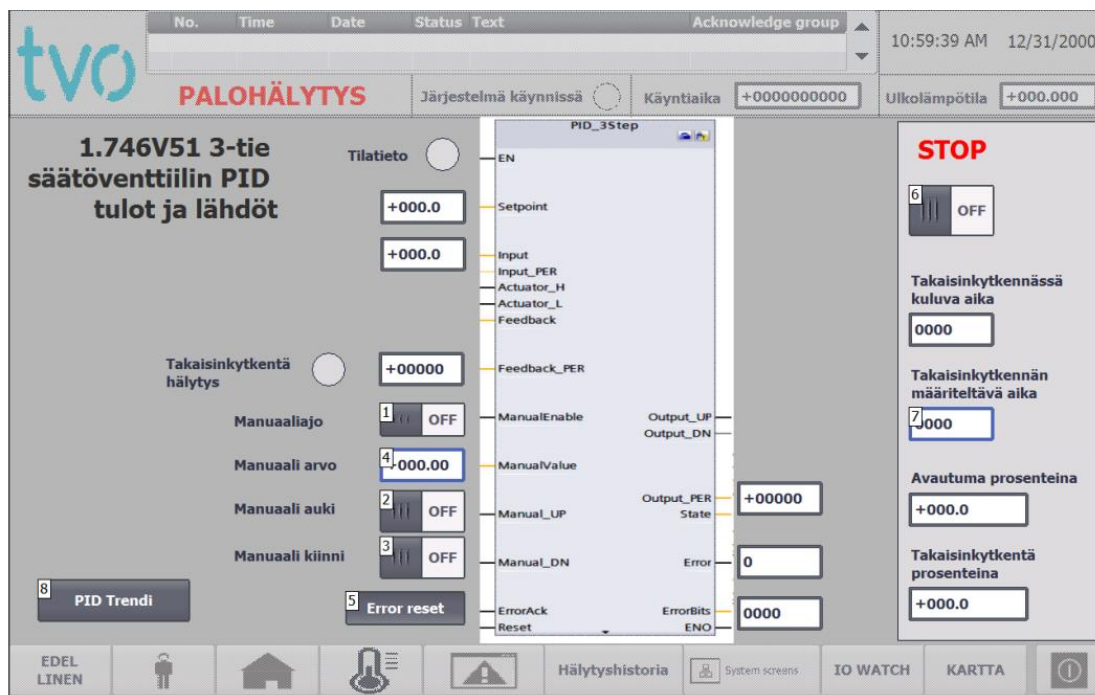 No. Time Date Status Text Acknowledge group
tvo
10:59:39 AM 12/31/2000
PALOHÄLYTYS
Järjestelmä käynnissä
Käyntiaika +0000000000
Ulkolämpötila +000.000
1.746V51 3-tie
säätöventtiilin PID
tulot ja lähdöt
Tilatieto
+000.0
+000.0
Takaisinkytkentä
hälytys
+00000
Manuaaliajo
1 OFF
Manuaali arvo
4 +000.00
Manuaali auki
2 OFF
Manuaali kiinni
3 OFF
8 PID Trendi
5 Error reset
PID_3Step
EN
Setpoint
Input
Input_PER
Actuator_H
Actuator_L
Feedback
Feedback_PER
ManualEnable Output_UP
Output_DN
ManualValue
Output_PER +00000
Manual_UP State
Manual_DN Error 0
ErrorAck ErrorBits 0000
Reset ENO
STOP
6 OFF
Takaisinkytkennässä
kuluva aika
0000
Takaisinkytkennän
määriteltävä aika
7 0000
Avautuma prosenteina
+000.0
Takaisinkytkentä
prosenteina
+000.0
EDEL
LINEN
Hälytyshistoria
System screens
IO WATCH
KARTTA